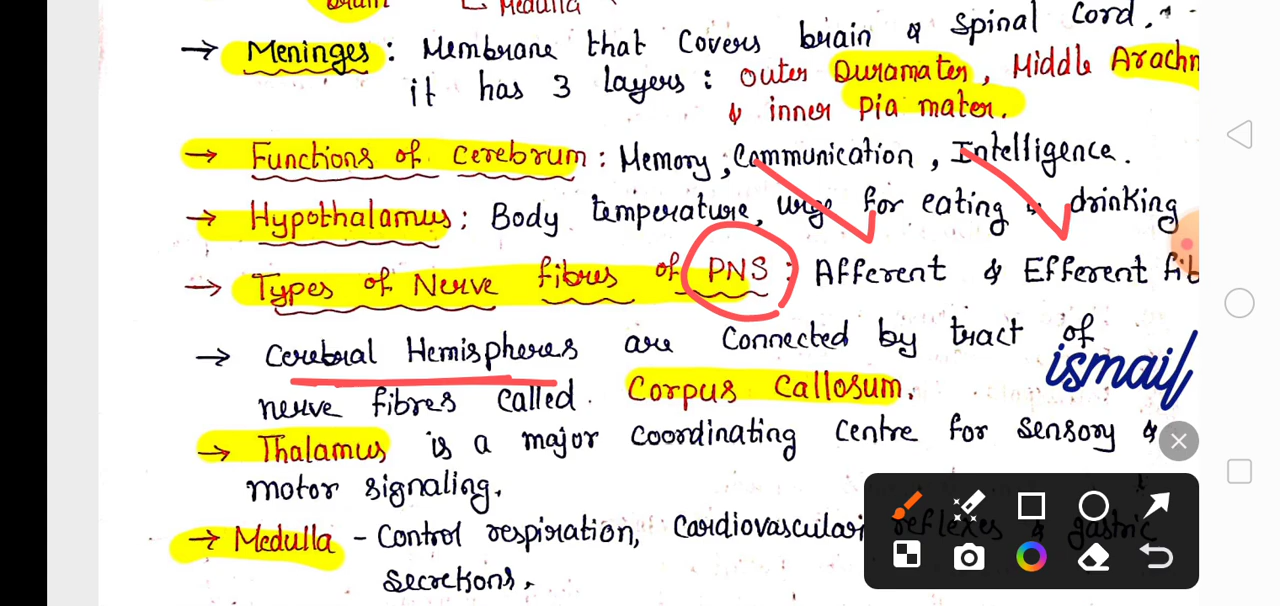 Brain ∟ Medulla
→ Meninges : Membrane that covers brain & Spinal Cord.
it has 3 layers : outer Duramater, Middle Arachn
& inner Pia mater.
→ Functions of Cerebrum : Memory, Communication, Intelligence.
→ Hypothalamus : Body temperature, urge for eating & drinking
→ Types of Nerve fibres of PNS : Afferent & Efferent fib
→ Cerebral Hemispheres are connected by tract of
ismail
nerve fibres called. Corpus Callosum.
→ Thalamus is a major coordinating centre for sensory &
motor signaling.
→ Medulla - Control respiration, Cardiovascular reflexes & gastric
secretions.